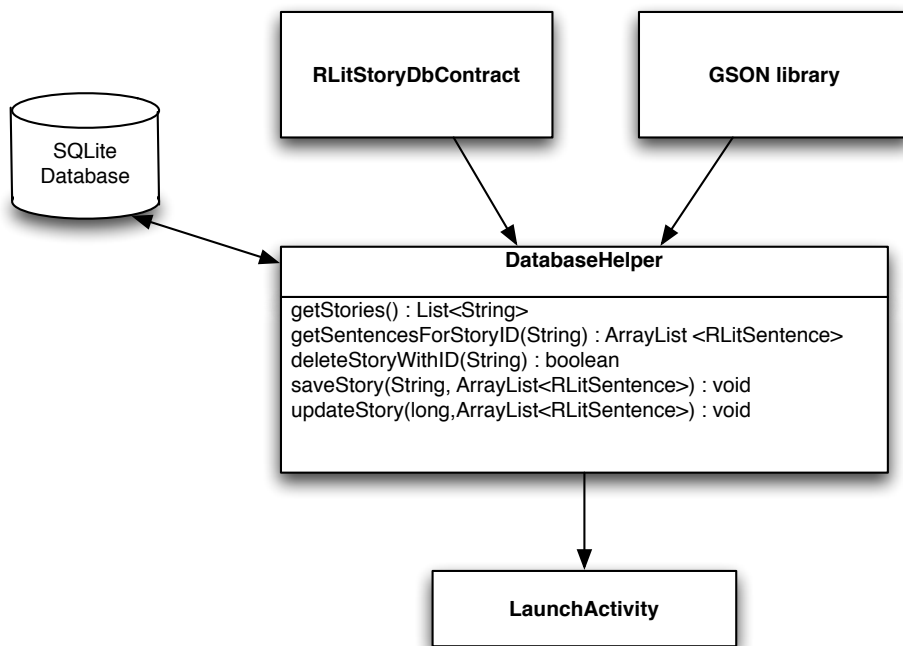 RLitStoryDbContract
GSON library
SQLite
Database
DatabaseHelper
getStories() : List<String>
getSentencesForStoryID(String) : ArrayList <RLitSentence>
deleteStoryWithID(String) : boolean
saveStory(String, ArrayList<RLitSentence>) : void
updateStory(long,ArrayList<RLitSentence>) : void
LaunchActivity